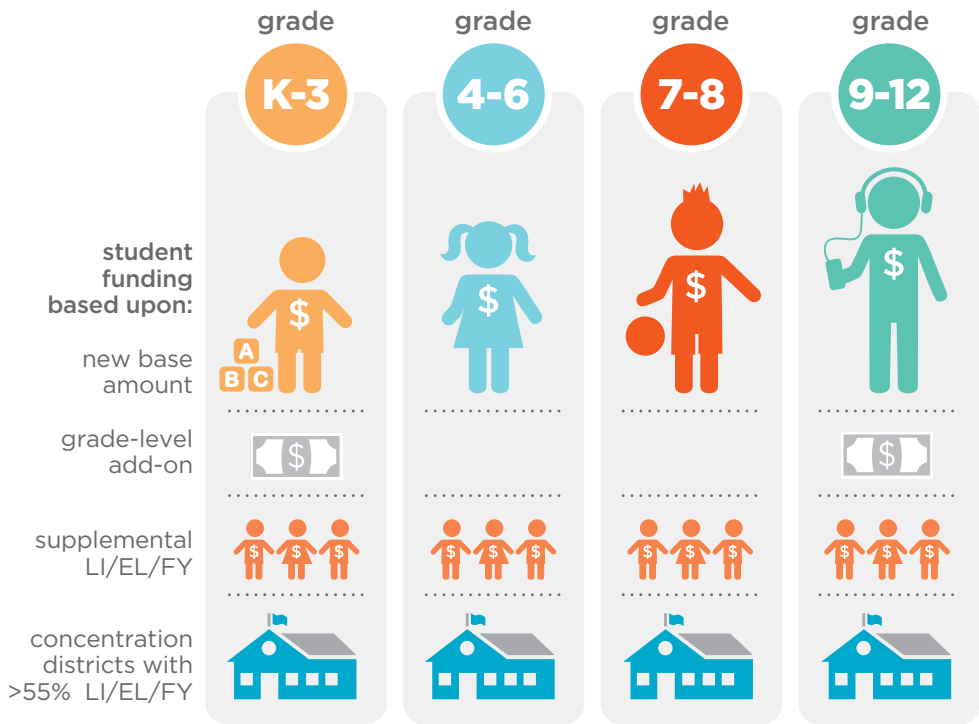 grade grade grade grade
K-3 4-6 7-8 9-12
student
funding
based upon:
$ $ $ $
new base
amount
A
B C
grade-level
add-on
$ $
supplemental
LI/EL/FY
$ $ $ $ $ $ $ $ $ $ $ $
concentration
districts with
>55% LI/EL/FY